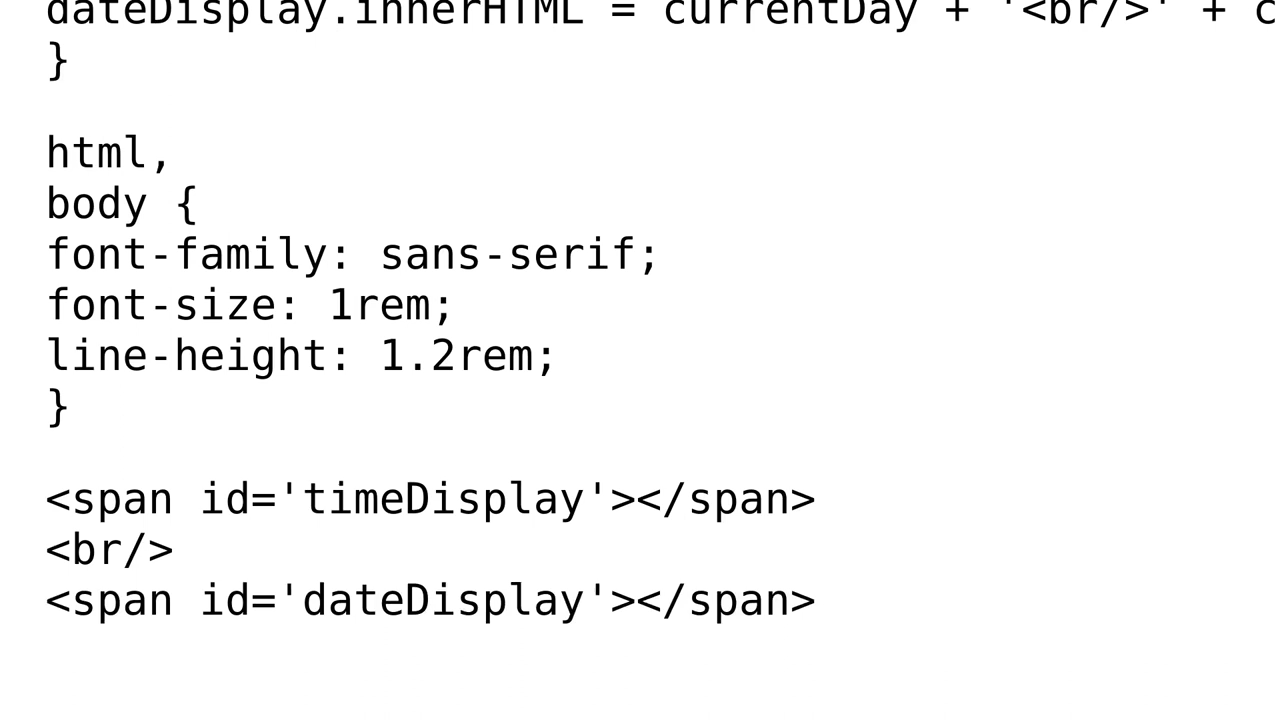 dateDisplay.innerHTML = currentDay + '<br/>' + c
}
html,
body {
font-family: sans-serif;
font-size: 1rem;
line-height: 1.2rem;
}
<span id='timeDisplay'></span>
<br/>
<span id='dateDisplay'></span>